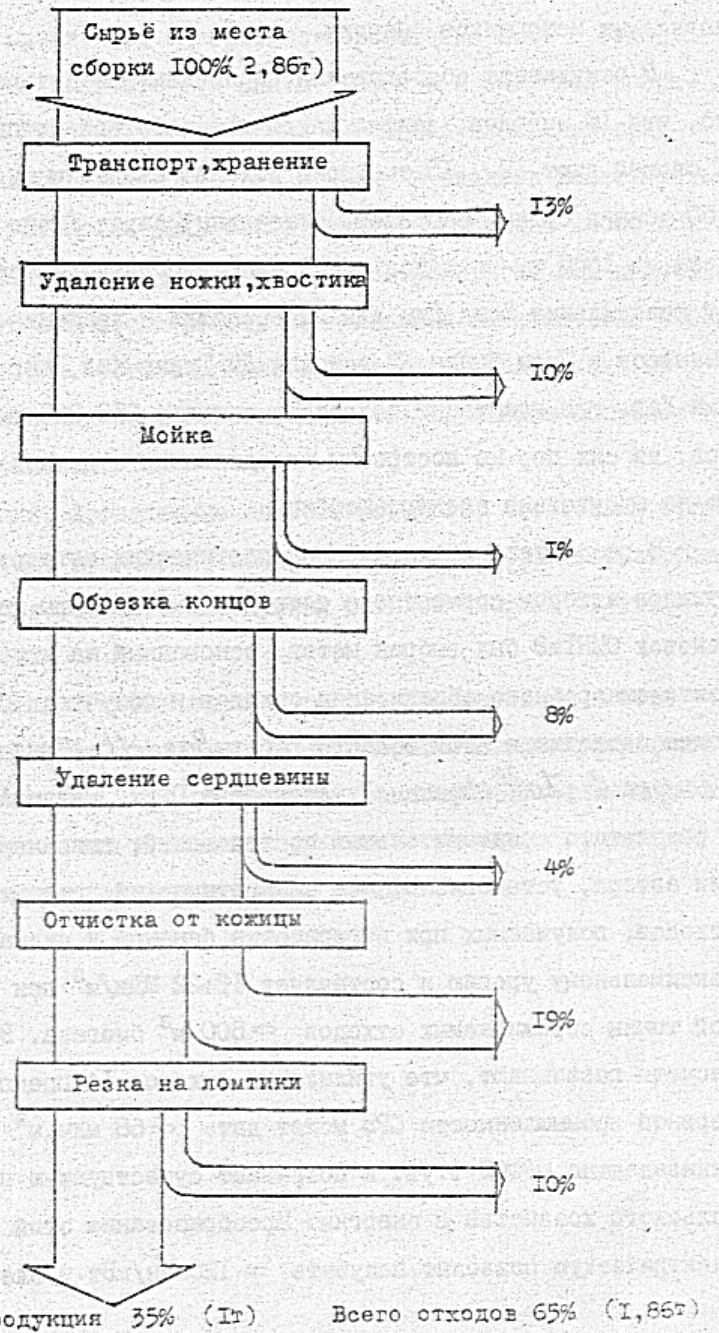 Сырьё из места
сборки 100% (2,86т)
Транспорт, хранение
13%
Удаление ножки, хвостика
10%
Мойка
1%
Обрезка концов
8%
Удаление сердцевины
4%
Отчистка от кожицы
19%
Резка на ломтики
10%
родукция 35% (1т) Всего отходов 65% (1,86т)